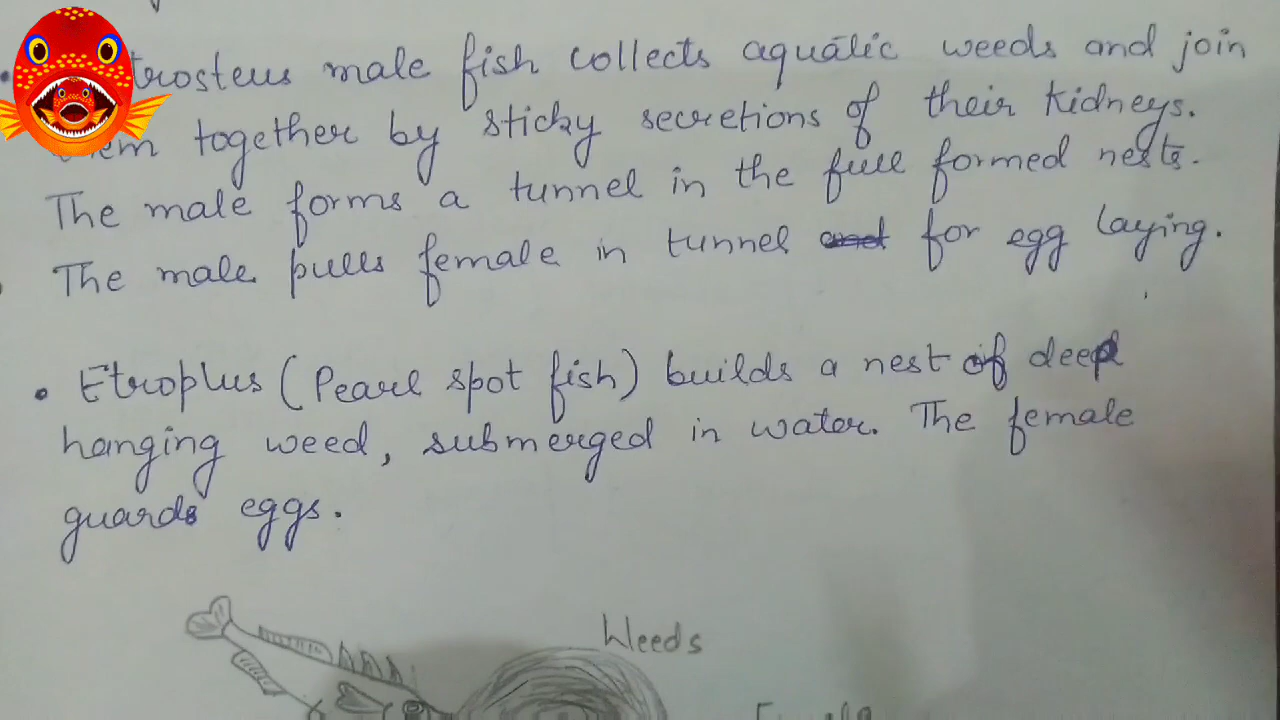 trosteus male fish collects aquatic weeds and join
them together by sticky secretions of their kidneys.
The male forms a tunnel in the full formed nests.
The male pulls female in tunnel for egg laying.
• Etroplus (Pearl spot fish) builds a nest of deep
hanging weed, submerged in water. The female
guards eggs.
Weeds